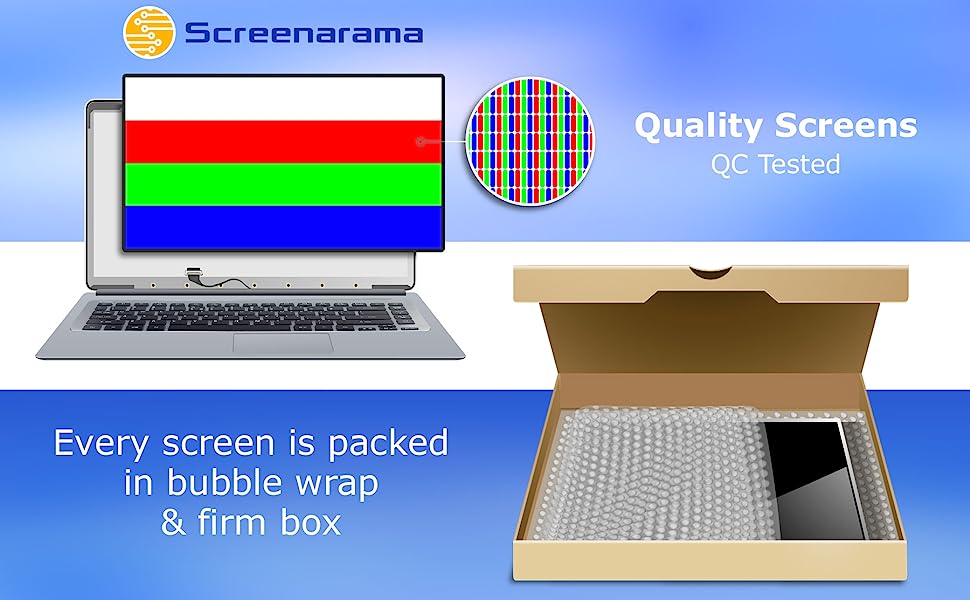 Screenarama
Quality Screens
QC Tested
Every screen is packed
in bubble wrap
& firm box